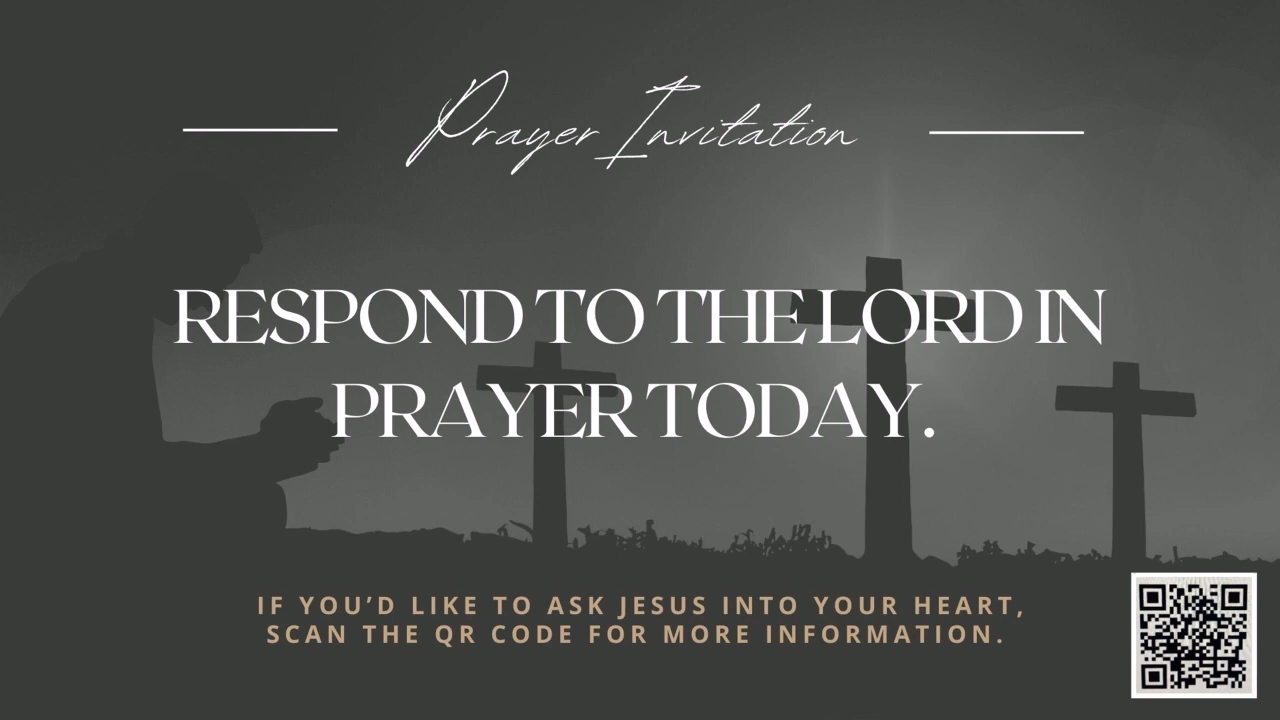 Prayer Invitation
RESPOND TO THE LORD IN
PRAYER TODAY.
IF YOU’D LIKE TO ASK JESUS INTO YOUR HEART,
SCAN THE QR CODE FOR MORE INFORMATION.